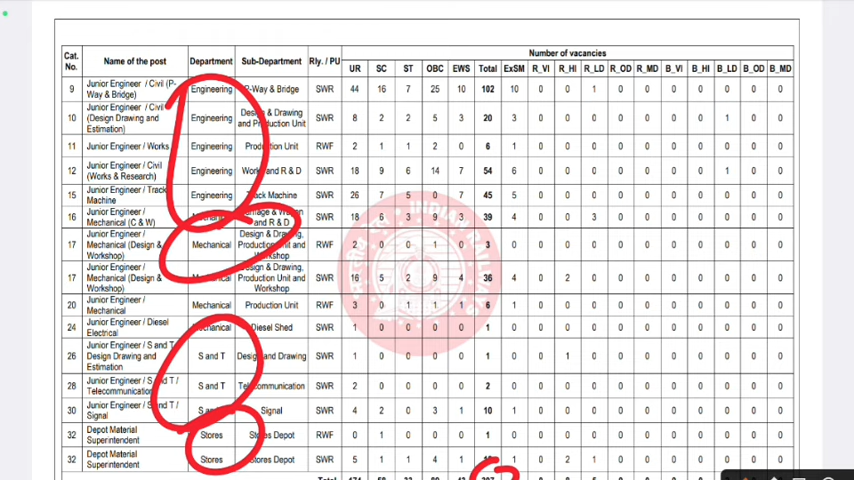 Number of vacancies
Cat. No. Name of the post Department Sub-Department Rly. / PU UR SC ST OBC EWS Total ExSM R_VI R_HI R_LD R_OD R_MD B_VI B_HI B_LD B_OD B_MD
9 Junior Engineer / Civil (P-Way & Bridge) Engineering P-Way & Bridge SWR 44 16 7 25 10 102 10 0 0 1 0 0 0 0 0 0 0
10 Junior Engineer / Civil (Design Drawing and Estimation) Engineering Design & Drawing and Production Unit SWR 8 2 2 5 3 20 3 0 0 0 0 0 0 0 1 0 0
11 Junior Engineer / Works Engineering Production Unit RWF 2 1 1 2 0 6 1 0 0 0 0 0 0 0 0 0 0
12 Junior Engineer / Civil (Works & Research) Engineering Work and R & D SWR 18 9 6 14 7 54 6 0 0 0 0 0 0 0 1 0 0
15 Junior Engineer / Track Machine Engineering Track Machine SWR 26 7 5 0 7 45 5 0 0 0 0 0 0 0 0 0 0
16 Junior Engineer / Mechanical (C & W) and R & D SWR 18 6 3 9 3 39 4 0 0 3 0 0 0 0 0 0 0
17 Junior Engineer / Mechanical (Design & Workshop) Mechanical Design & Drawing, Production Unit and Workshop RWF 2 0 0 1 0 3 0 0 0 0 0 0 0 0 0 0 0
17 Junior Engineer / Mechanical (Design & Workshop) Mechanical Design & Drawing, Production Unit and Workshop SWR 16 5 2 9 4 36 4 0 2 0 0 0 0 0 0 0 0
20 Junior Engineer / Mechanical Mechanical Production Unit RWF 3 0 1 1 1 6 1 0 0 0 0 0 0 0 0 0 0
24 Junior Engineer / Diesel Electrical Mechanical Diesel Shed SWR 1 0 0 0 0 1 0 0 0 0 0 0 0 0 0 0 0
26 Junior Engineer / S and T / Design Drawing and Estimation S and T Design and Drawing SWR 1 0 0 0 0 1 0 0 1 0 0 0 0 0 0 0 0
28 Junior Engineer / S and T / Telecommunication S and T Telecommunication SWR 2 0 0 0 0 2 0 0 0 0 0 0 0 0 0 0 0
30 Junior Engineer / S and T / Signal S and T Signal SWR 4 2 0 3 1 10 1 0 0 0 0 0 0 0 0 0 0
32 Depot Material Superintendent Stores Stores Depot RWF 0 1 0 0 0 1 0 0 0 0 0 0 0 0 0 0 0
32 Depot Material Superintendent Stores Stores Depot SWR 5 1 1 4 1 1 0 2 1 0 0 0 0 0 0 0